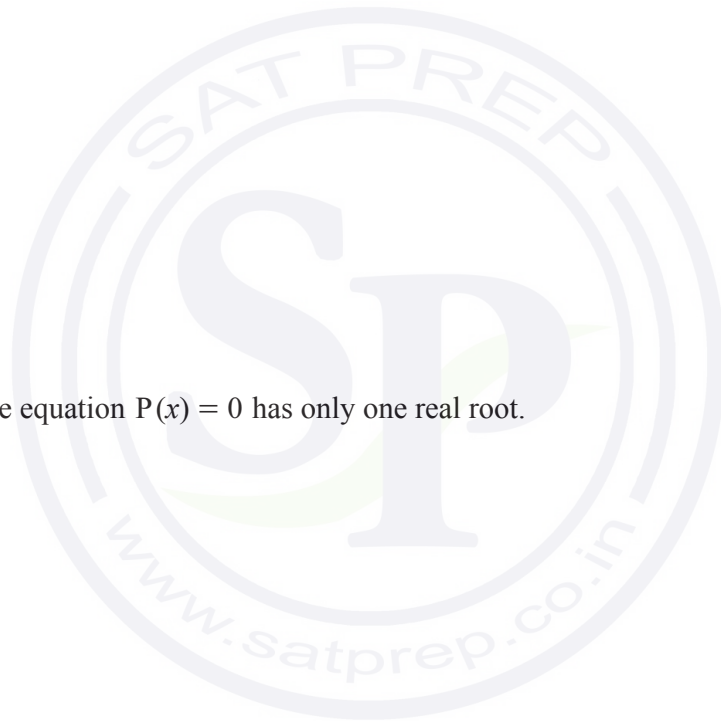 SAT PREP
e equation P(x) = 0 has only one real root.
www.satprep.co.in
SP